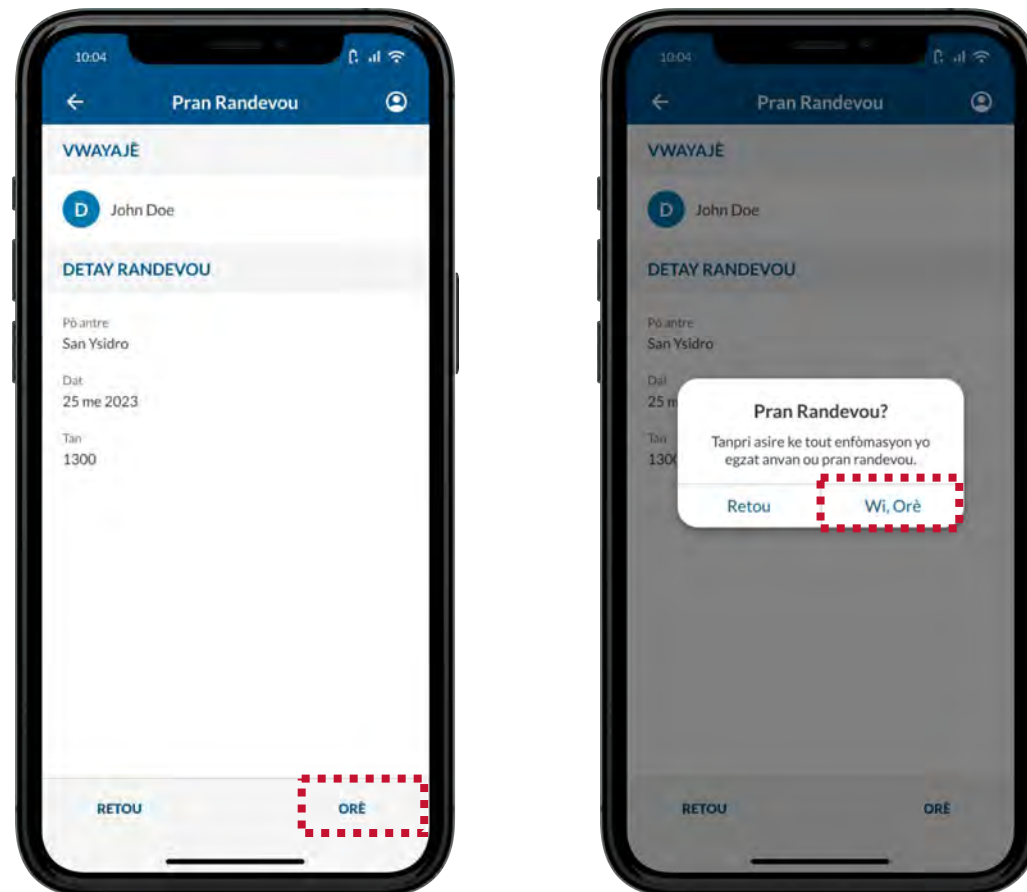 10:04
Pran Randevou
VWAYAJÈ
D John Doe
DETAY RANDEVOU
Pò antre
San Ysidro
Dat
25 me 2023
Tan
1300
RETOU ORÈ
10:04
Pran Randevou
VWAYAJÈ
D John Doe
DETAY RANDEVOU
Pò antre
San Ysidro
Dat
25 m
Tan
1300
Pran Randevou?
Tanpri asire ke tout enfòmasyon yo
egzat anvan ou pran randevou.
Retou Wi, Orè
RETOU ORÈ